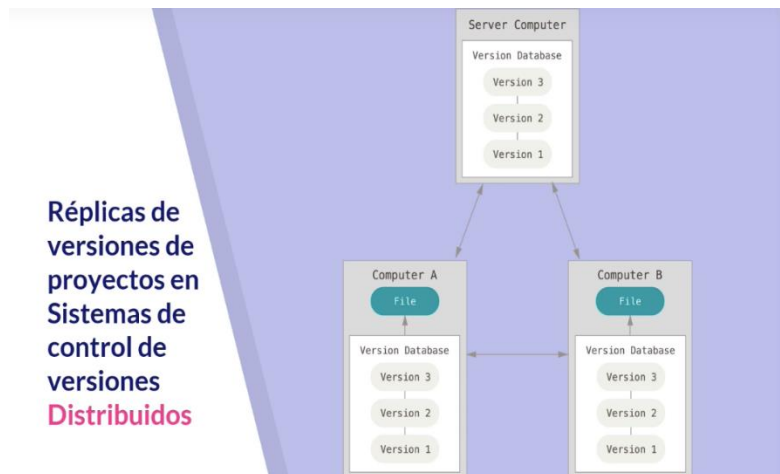 Réplicas de
versiones de
proyectos en
Sistemas de
control de
versiones
Distribuidos
Server Computer
Version Database
Version 3
Version 2
Version 1
Computer A
File
Version Database
Version 3
Version 2
Version 1
Computer B
File
Version Database
Version 3
Version 2
Version 1